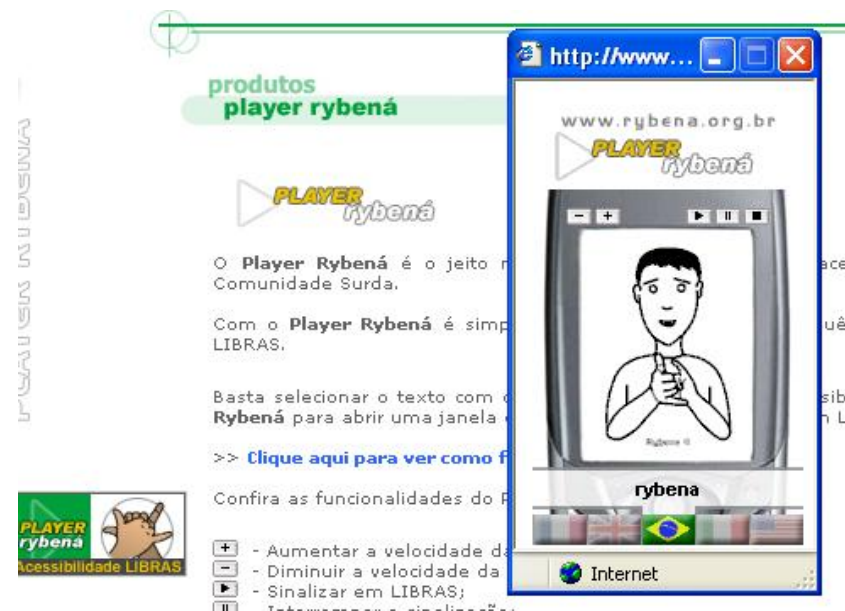 produtos
player rybená
PLAYER RYBENÁ
PLAYER
rybená
O Player Rybená é o jeito
Comunidade Surda.
Com o Player Rybená é
LIBRAS.
Basta selecionar o texto com
Rybená para abrir uma janela
>> Clique aqui para ver como
Confira as funcionalidades do
+ - Aumentar a velocidade
- - Diminuir a velocidade da
- Sinalizar em LIBRAS;
PLAYER
rybená
Acessibilidade LIBRAS
http://www...
www.rybena.org.br
PLAYER
rybená
- +
rybena
Internet